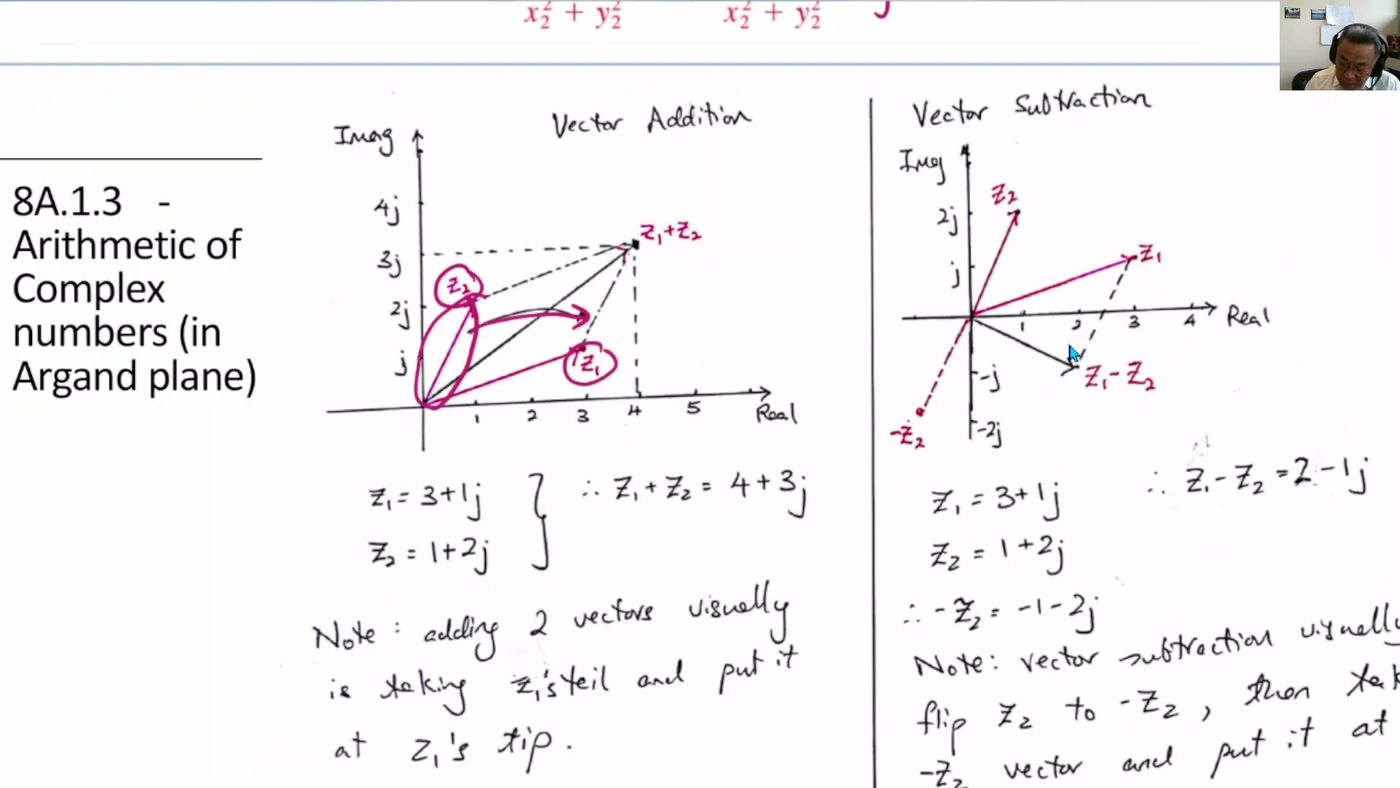 x₂² + y₂² x₂² + y₂² j
8A.1.3 -
Arithmetic of
Complex
numbers (in
Argand plane)
Vector Addition
Imag
4j
3j
2j
j
z₂
z₁+z₂
z₁
1 2 3 4 5 Real
z₁ = 3+1j
z₂ = 1+2j
∴ z₁ + z₂ = 4+3j
Note: adding 2 vectors visually
is taking z₁'s teil and put it
at z₁'s tip.
Vector Subtraction
Imag
2j
j
z₂
z₁
1 2 3 4 Real
-j
-2j
z₁-z₂
-z₂
z₁ = 3+1j
z₂ = 1+2j
∴ z₁-z₂ = 2-1j
∴ -z₂ = -1-2j
Note: vector subtraction visually
flip z₂ to -z₂, then
-z₂ vector and put it at